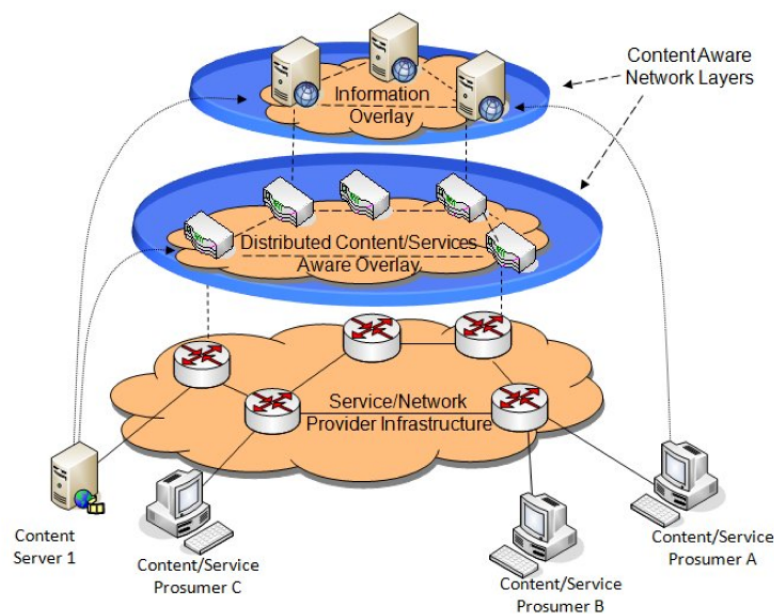 Content Aware
Network Layers
Information
Overlay
Distributed Content/Services
Aware Overlay
Service/Network
Provider Infrastructure
Content
Server 1
Content/Service
Prosumer C
Content/Service
Prosumer B
Content/Service
Prosumer A